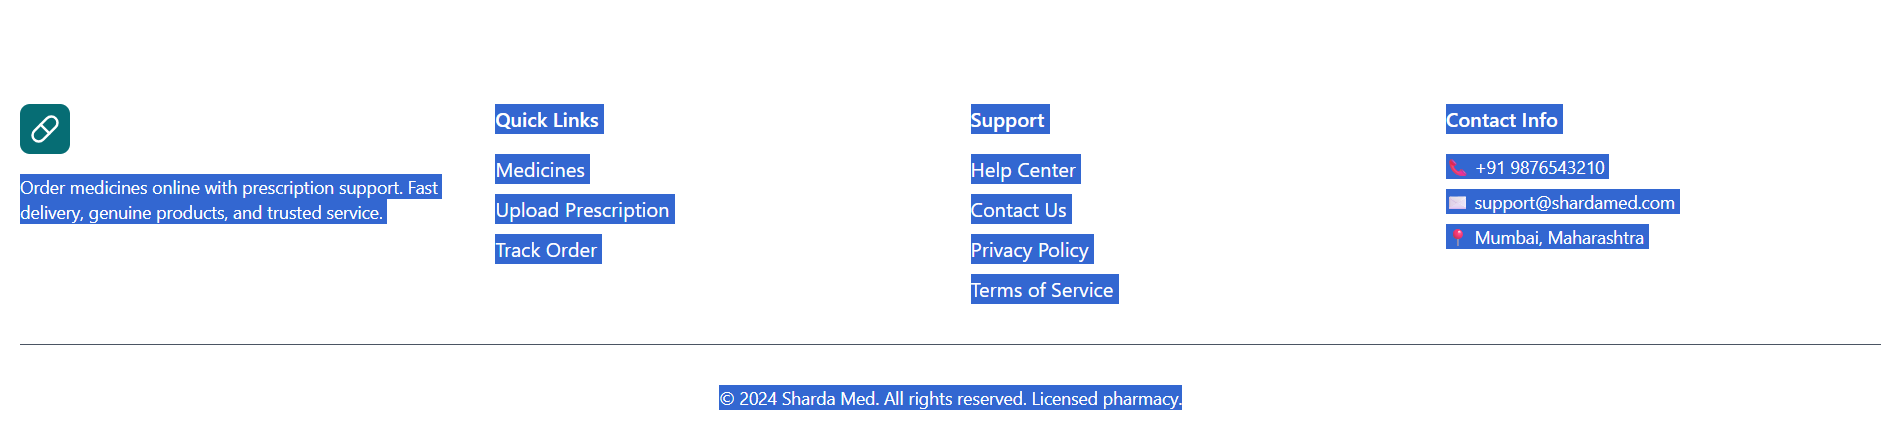 Order medicines online with prescription support. Fast
delivery, genuine products, and trusted service.
Quick Links
Medicines
Upload Prescription
Track Order
Support
Help Center
Contact Us
Privacy Policy
Terms of Service
Contact Info
📞 +91 9876543210
✉️ support@shardamed.com
📍 Mumbai, Maharashtra
© 2024 Sharda Med. All rights reserved. Licensed pharmacy.